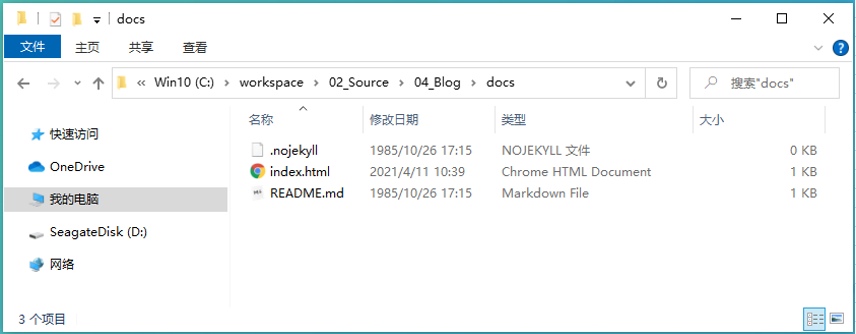 docs
文件 主页 共享 查看
« Win10 (C:) › workspace › 02_Source › 04_Blog › docs 搜索"docs"
名称 修改日期 类型 大小
快速访问
OneDrive
我的电脑
SeagateDisk (D:)
网络
.nojekyll 1985/10/26 17:15 NOJEKYLL 文件 0 KB
index.html 2021/4/11 10:39 Chrome HTML Document 1 KB
README.md 1985/10/26 17:15 Markdown File 1 KB
3 个项目